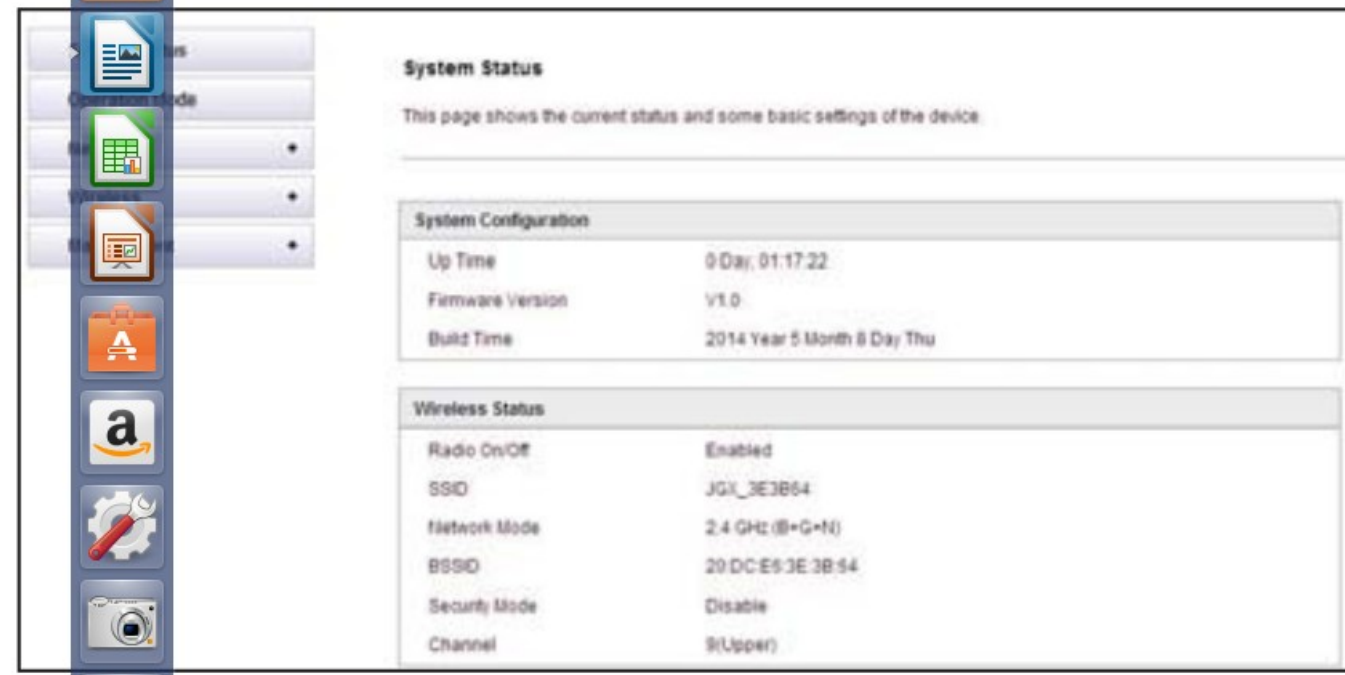 Operation Mode
Wireless
System Status
This page shows the current status and some basic settings of the device.
System Configuration
Up Time 0 Day, 01:17:22
Firmware Version V1.0
Build Time 2014 Year 5 Month 8 Day Thu
Wireless Status
Radio On/Off Enabled
SSID JGX_3E3B64
Network Mode 2.4 GHz (B+G+N)
BSSID 20:DC:E6:3E:3B:64
Security Mode Disable
Channel 9(Upper)